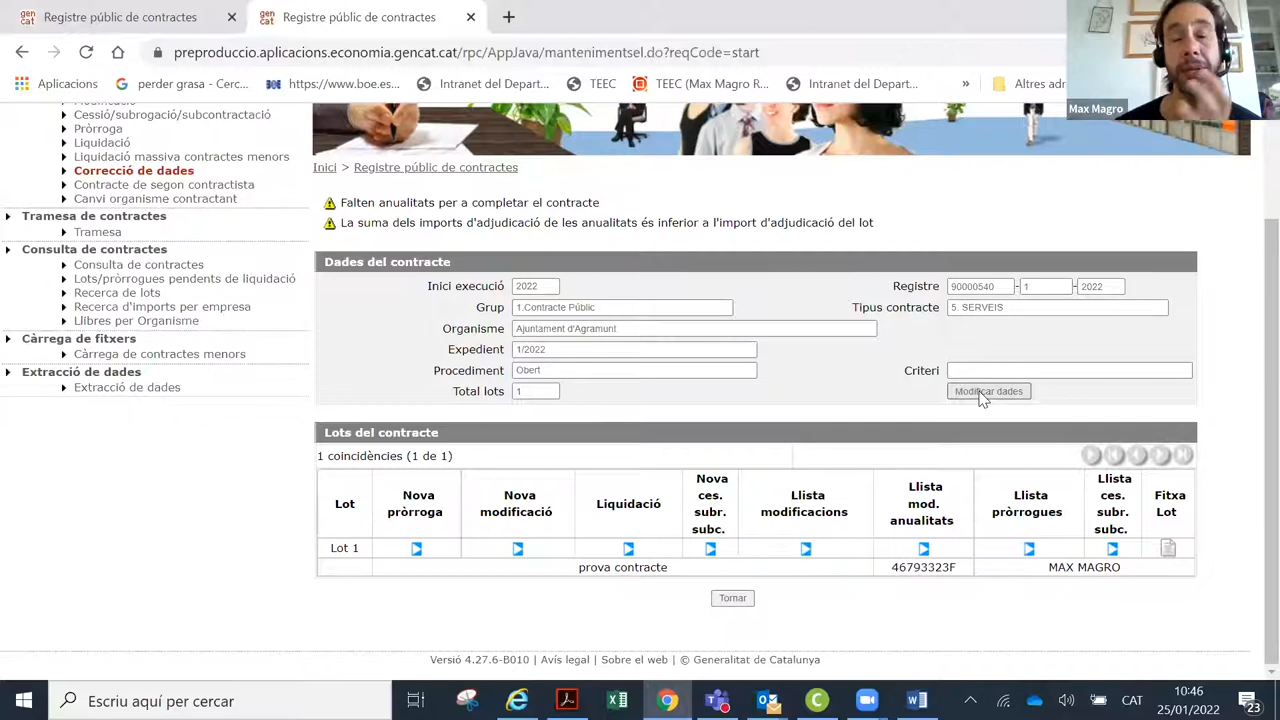 gencat Registre públic de contractes
gencat Registre públic de contractes
preproduccio.aplicacions.economia.gencat.cat/rpc/AppJava/mantenimentsel.do?reqCode=start
Aplicacions
perder grasa - Cerc...
https://www.boe.es...
Intranet del Depart...
TEEC
TEEC (Max Magro R...
Intranet del Depart...
»
Altres adr
Max Magro
Modificació
Cessió/subrogació/subcontractació
Pròrroga
Liquidació
Liquidació massiva contractes menors
Correcció de dades
Contracte de segon contractista
Canvi organisme contractant
Tramesa de contractes
Tramesa
Consulta de contractes
Consulta de contractes
Lots/pròrrogues pendents de liquidació
Recerca de lots
Recerca d'imports per empresa
Llibres per Organisme
Càrrega de fitxers
Càrrega de contractes menors
Extracció de dades
Extracció de dades
Inici > Registre públic de contractes
Falten anualitats per a completar el contracte
La suma dels imports d'adjudicació de les anualitats és inferior a l'import d'adjudicació del lot
Dades del contracte
Inici execució 2022 Registre 90000540 - 1 - 2022
Grup 1.Contracte Públic Tipus contracte 5. SERVEIS
Organisme Ajuntament d'Agramunt
Expedient 1/2022
Procediment Obert Criteri
Total lots 1 Modificar dades
Lots del contracte
1 coincidències (1 de 1)
Lot
Nova pròrroga
Nova modificació
Liquidació
Nova ces. subr. subc.
Llista modificacions
Llista mod. anualitats
Llista pròrrogues
Llista ces. subr. subc.
Fitxa Lot
Lot 1
prova contracte 46793323F MAX MAGRO
Tornar
Versió 4.27.6-B010 | Avís legal | Sobre el web | © Generalitat de Catalunya
Escriu aquí per cercar
CAT
10:46
25/01/2022
23